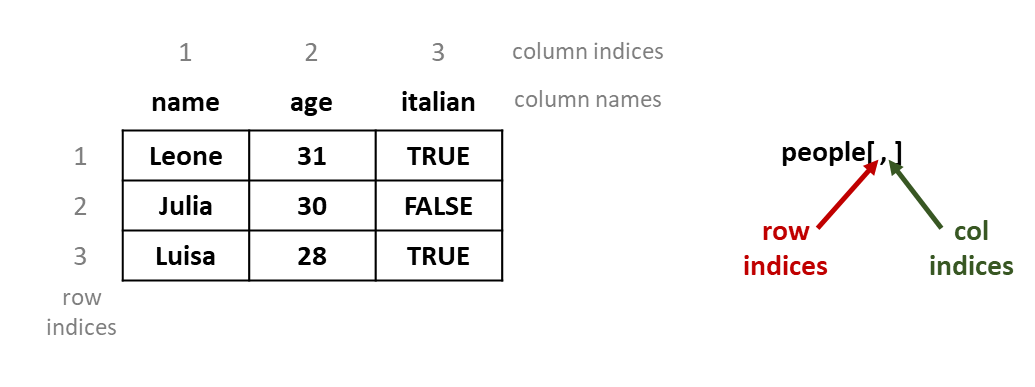 1 2 3 column indices
name age italian column names
1 Leone 31 TRUE
2 Julia 30 FALSE
3 Luisa 28 TRUE
row
indices
people[ , ]
row
indices
col
indices